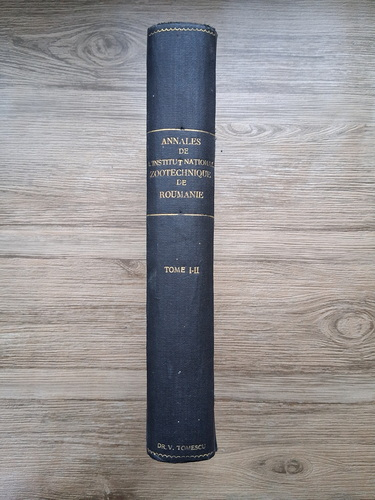 ANNALES
DE
L'INSTITUT NATIONAL
ZOOTECHNIQUE
DE
ROUMANIE
TOME I-II
DR. V. TOMESCU